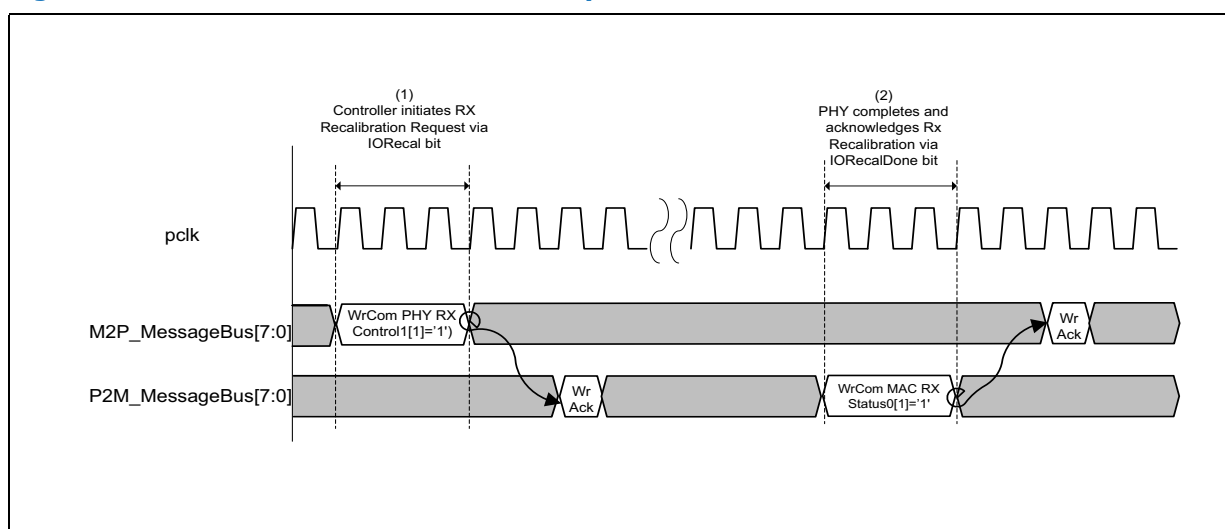 (1)
Controller initiates RX
Recalibration Request via
IORecal bit
(2)
PHY completes and
acknowledges Rx
Recalibration via
IORecalDone bit
pclk
M2P_MessageBus[7:0]
WrCom PHY RX
Control1[1]='1')
Wr
Ack
P2M_MessageBus[7:0]
Wr
Ack
WrCom MAC RX
Status0[1]='1'